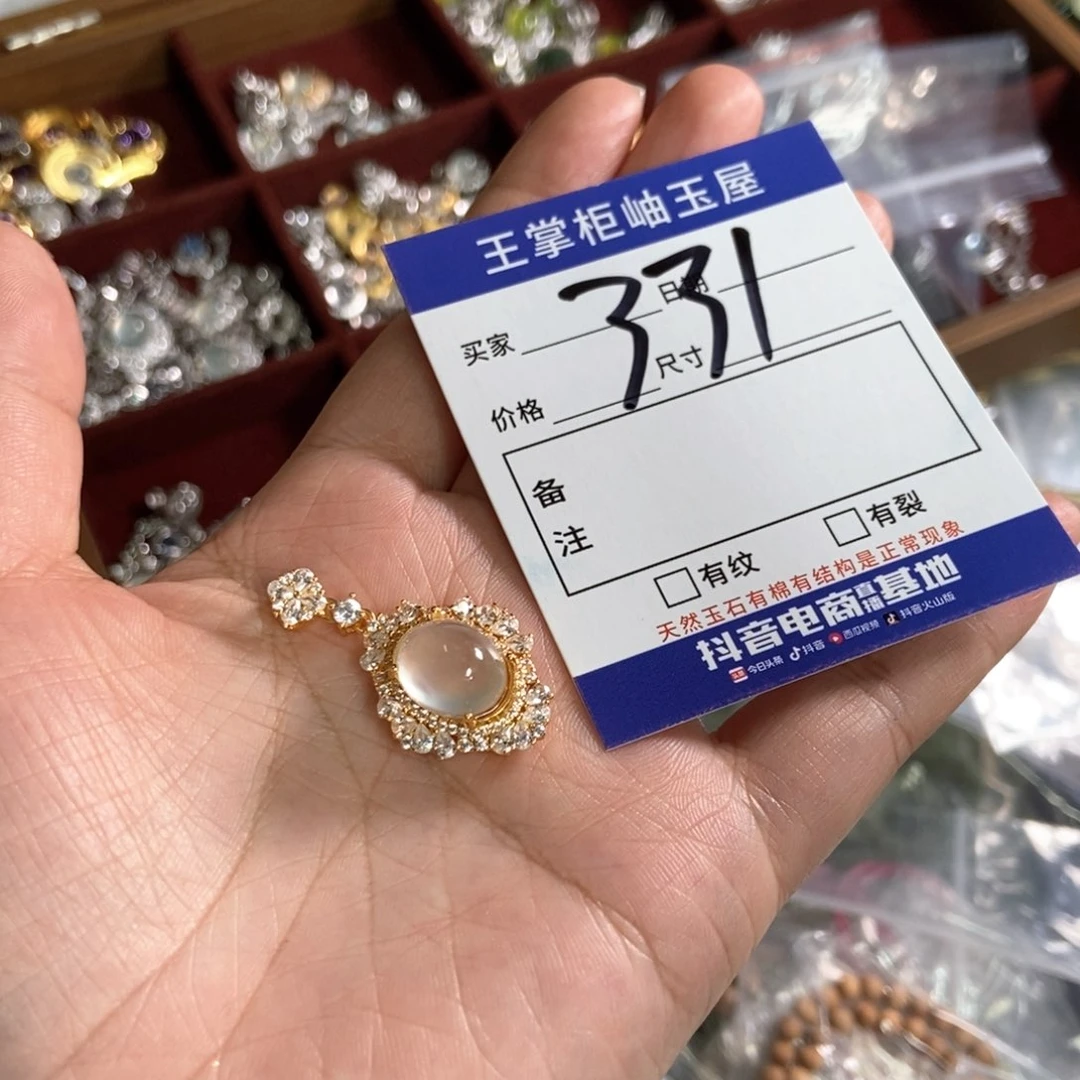 王掌柜岫玉屋
331
买家 日期
价格 尺寸
备注
有纹 有裂
天然玉石有棉有结构是正常现象
抖音电商直播基地
头条 今日头条 抖音 西瓜视频 抖音火山版